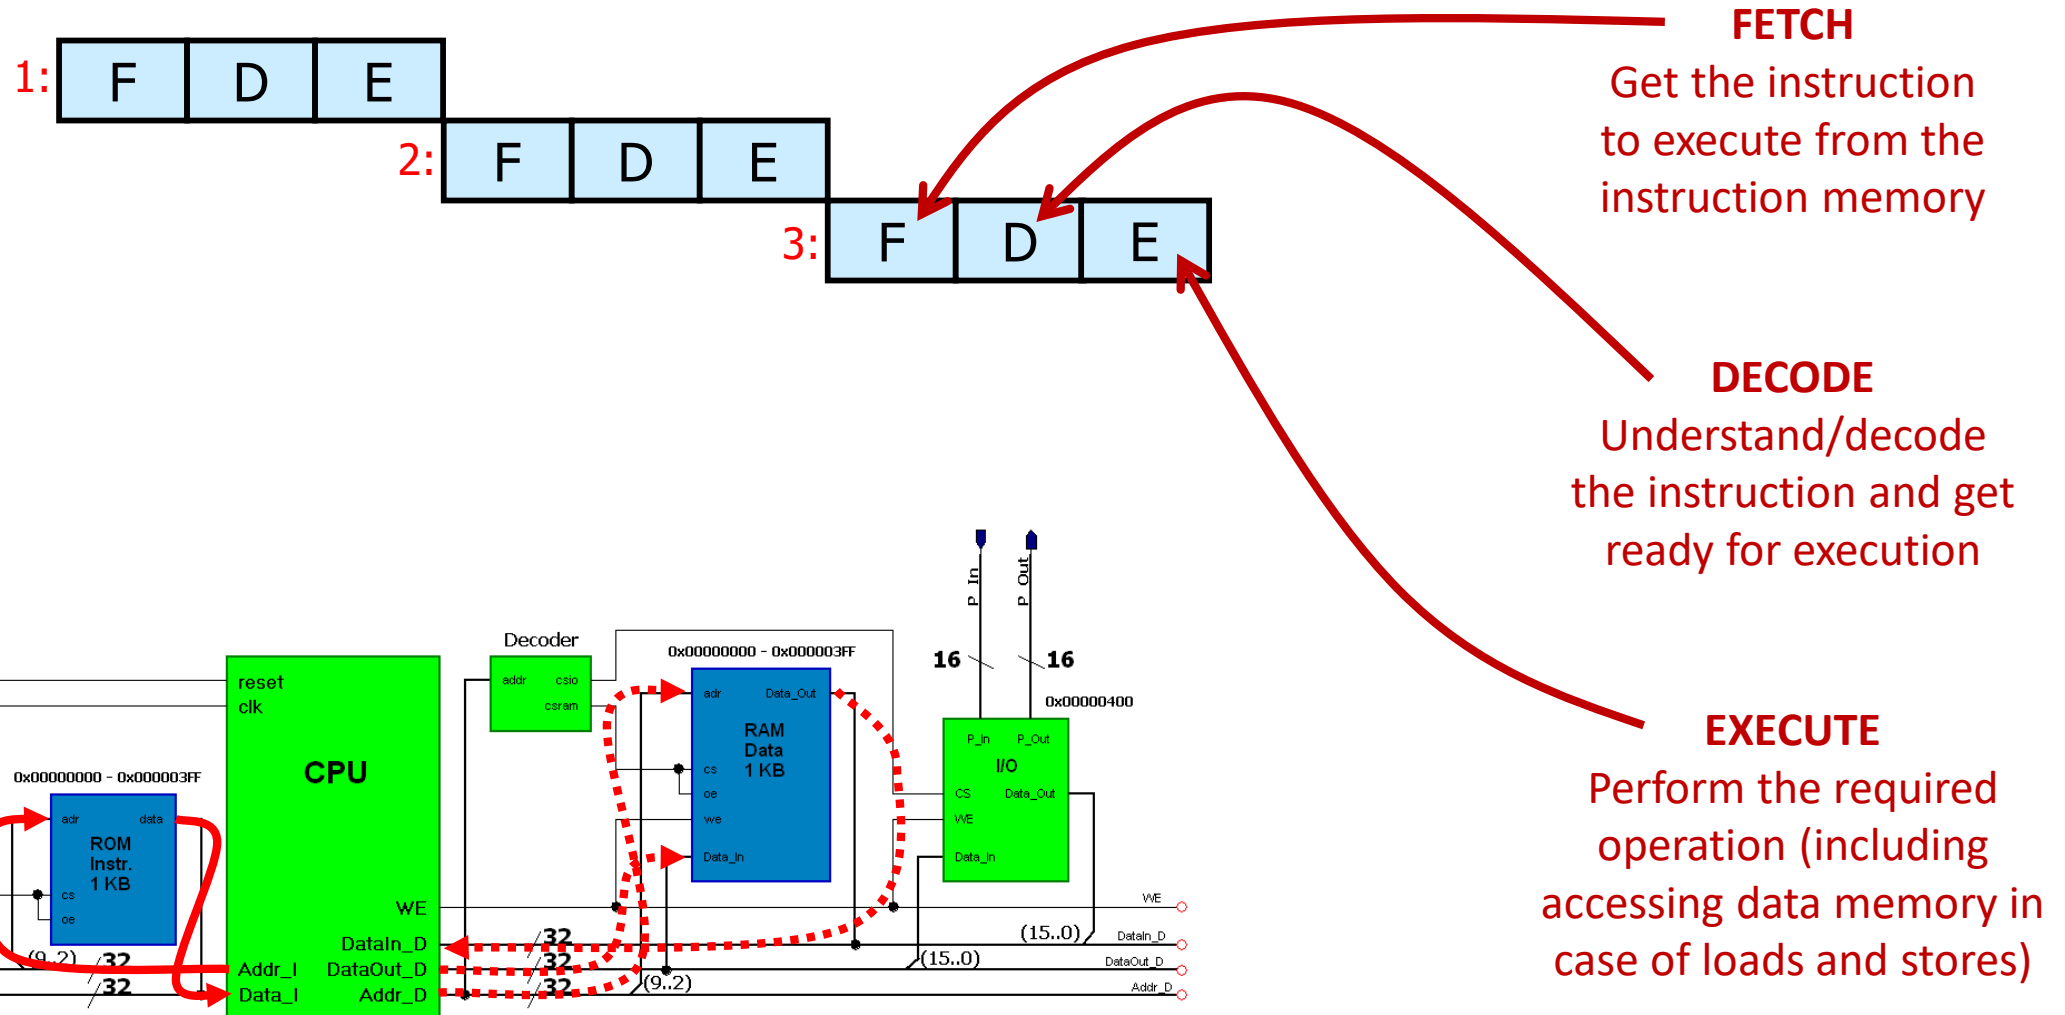 1: F D E
2: F D E
3: F D E
FETCH
Get the instruction
to execute from the
instruction memory
DECODE
Understand/decode
the instruction and get
ready for execution
EXECUTE
Perform the required
operation (including
accessing data memory in
case of loads and stores)
0x00000000 - 0x000003FF
adr data
ROM
Instr.
1 KB
cs
oe
(9..2)
32
32
reset
clk
CPU
WE
DataIn_D
Addr_I DataOut_D
Data_I Addr_D
Decoder
addr csio
csram
0x00000000 - 0x000003FF
adr Data_Out
RAM
Data
1 KB
cs
oe
we
Data_In
32
32
32
(9..2)
P_In
P_Out
16
16
0x00000400
P_In P_Out
I/O
CS Data_Out
WE
Data_In
(15..0)
(15..0)
WE
DataIn_D
DataOut_D
Addr_D